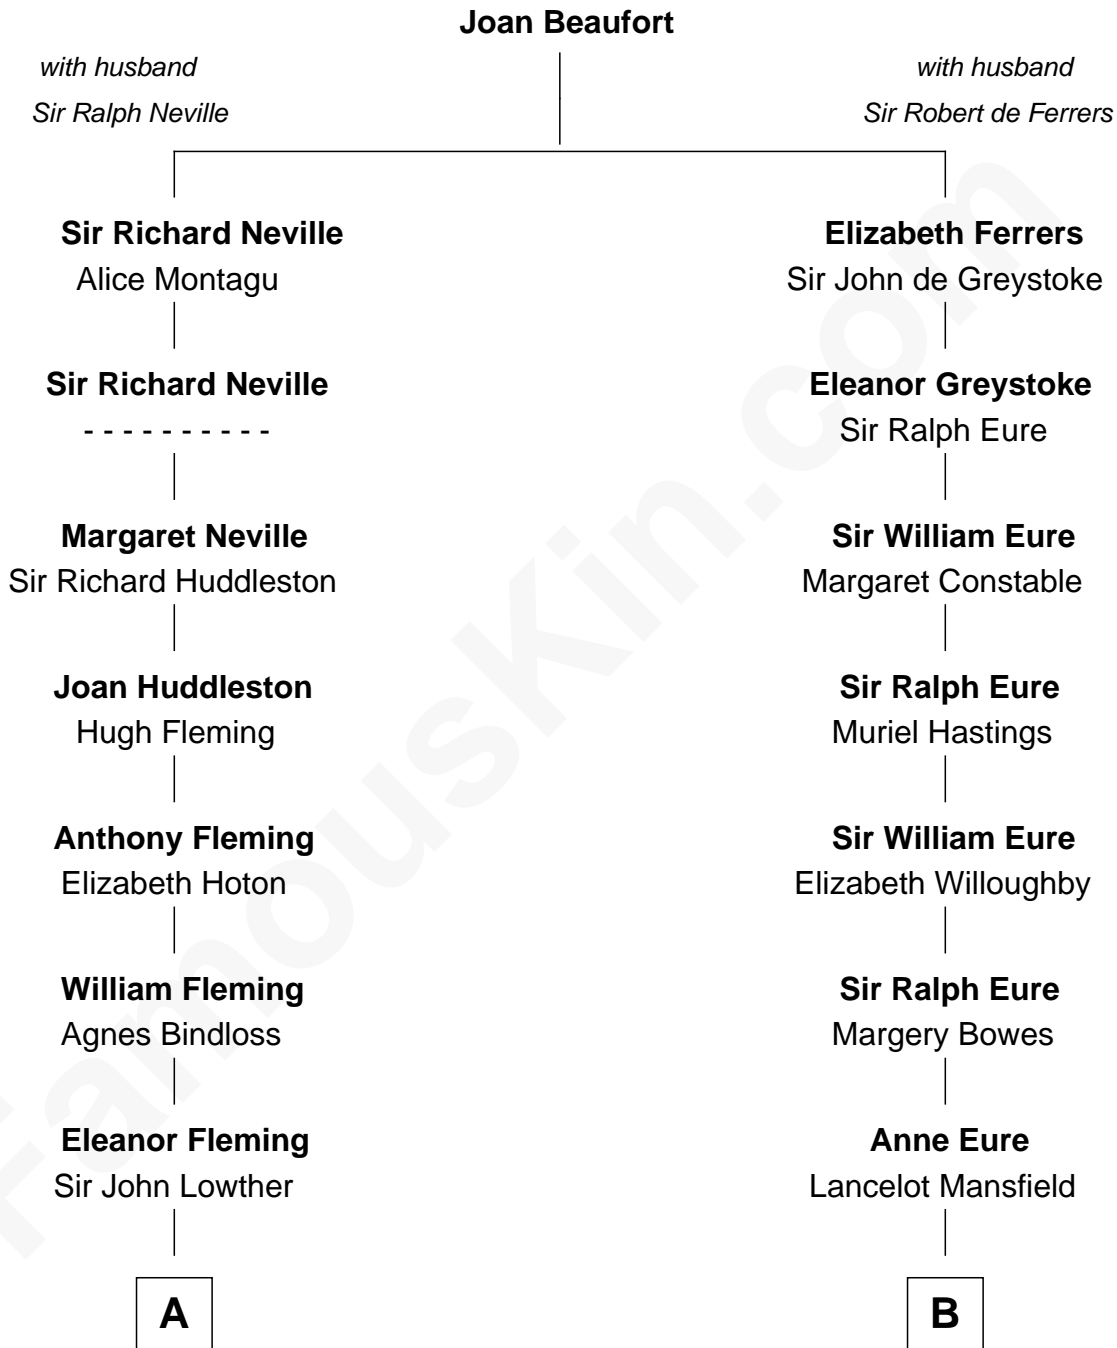 Joan Beaufort
with husband
Sir Ralph Neville
with husband
Sir Robert de Ferrers
Sir Richard Neville
Alice Montagu
Elizabeth Ferrers
Sir John de Greystoke
Sir Richard Neville
- - - - - - - - - -
Eleanor Greystoke
Sir Ralph Eure
Margaret Neville
Sir Richard Huddleston
Sir William Eure
Margaret Constable
Joan Huddleston
Hugh Fleming
Sir Ralph Eure
Muriel Hastings
Anthony Fleming
Elizabeth Hoton
Sir William Eure
Elizabeth Willoughby
William Fleming
Agnes Bindloss
Sir Ralph Eure
Margery Bowes
Eleanor Fleming
Sir John Lowther
Anne Eure
Lancelot Mansfield
A
B
FamousKin.com